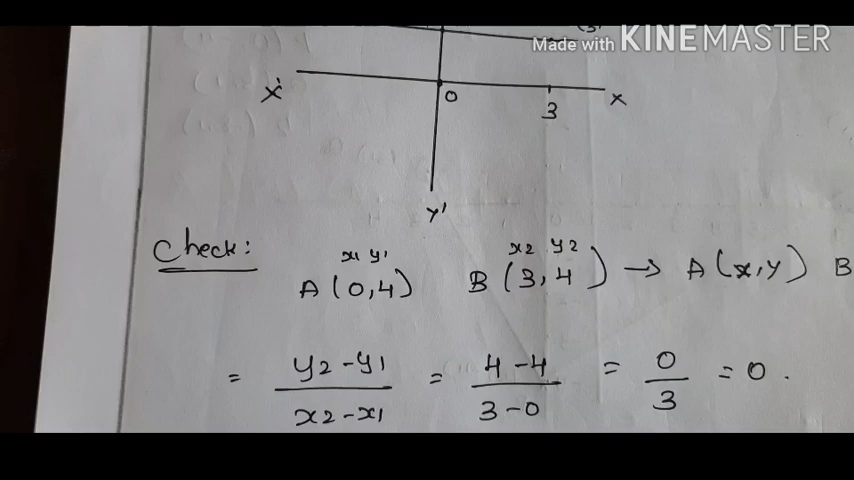 Made with KINEMASTER
X' 0 3 X
Y'
Check:
x1 y1 x2 y2
A (0,4) B (3,4) → A (x,y) B
= y2-y1 / x2-x1 = 4-4 / 3-0 = 0 / 3 = 0.